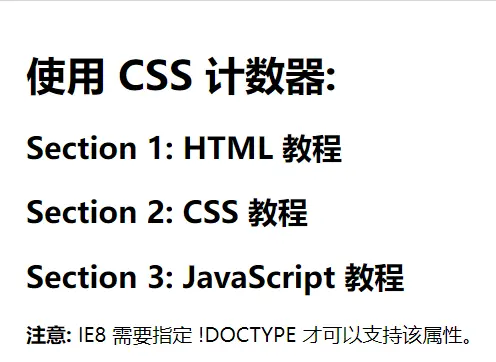 使用 CSS 计数器:
Section 1: HTML 教程
Section 2: CSS 教程
Section 3: JavaScript 教程
注意: IE8 需要指定 !DOCTYPE 才可以支持该属性。